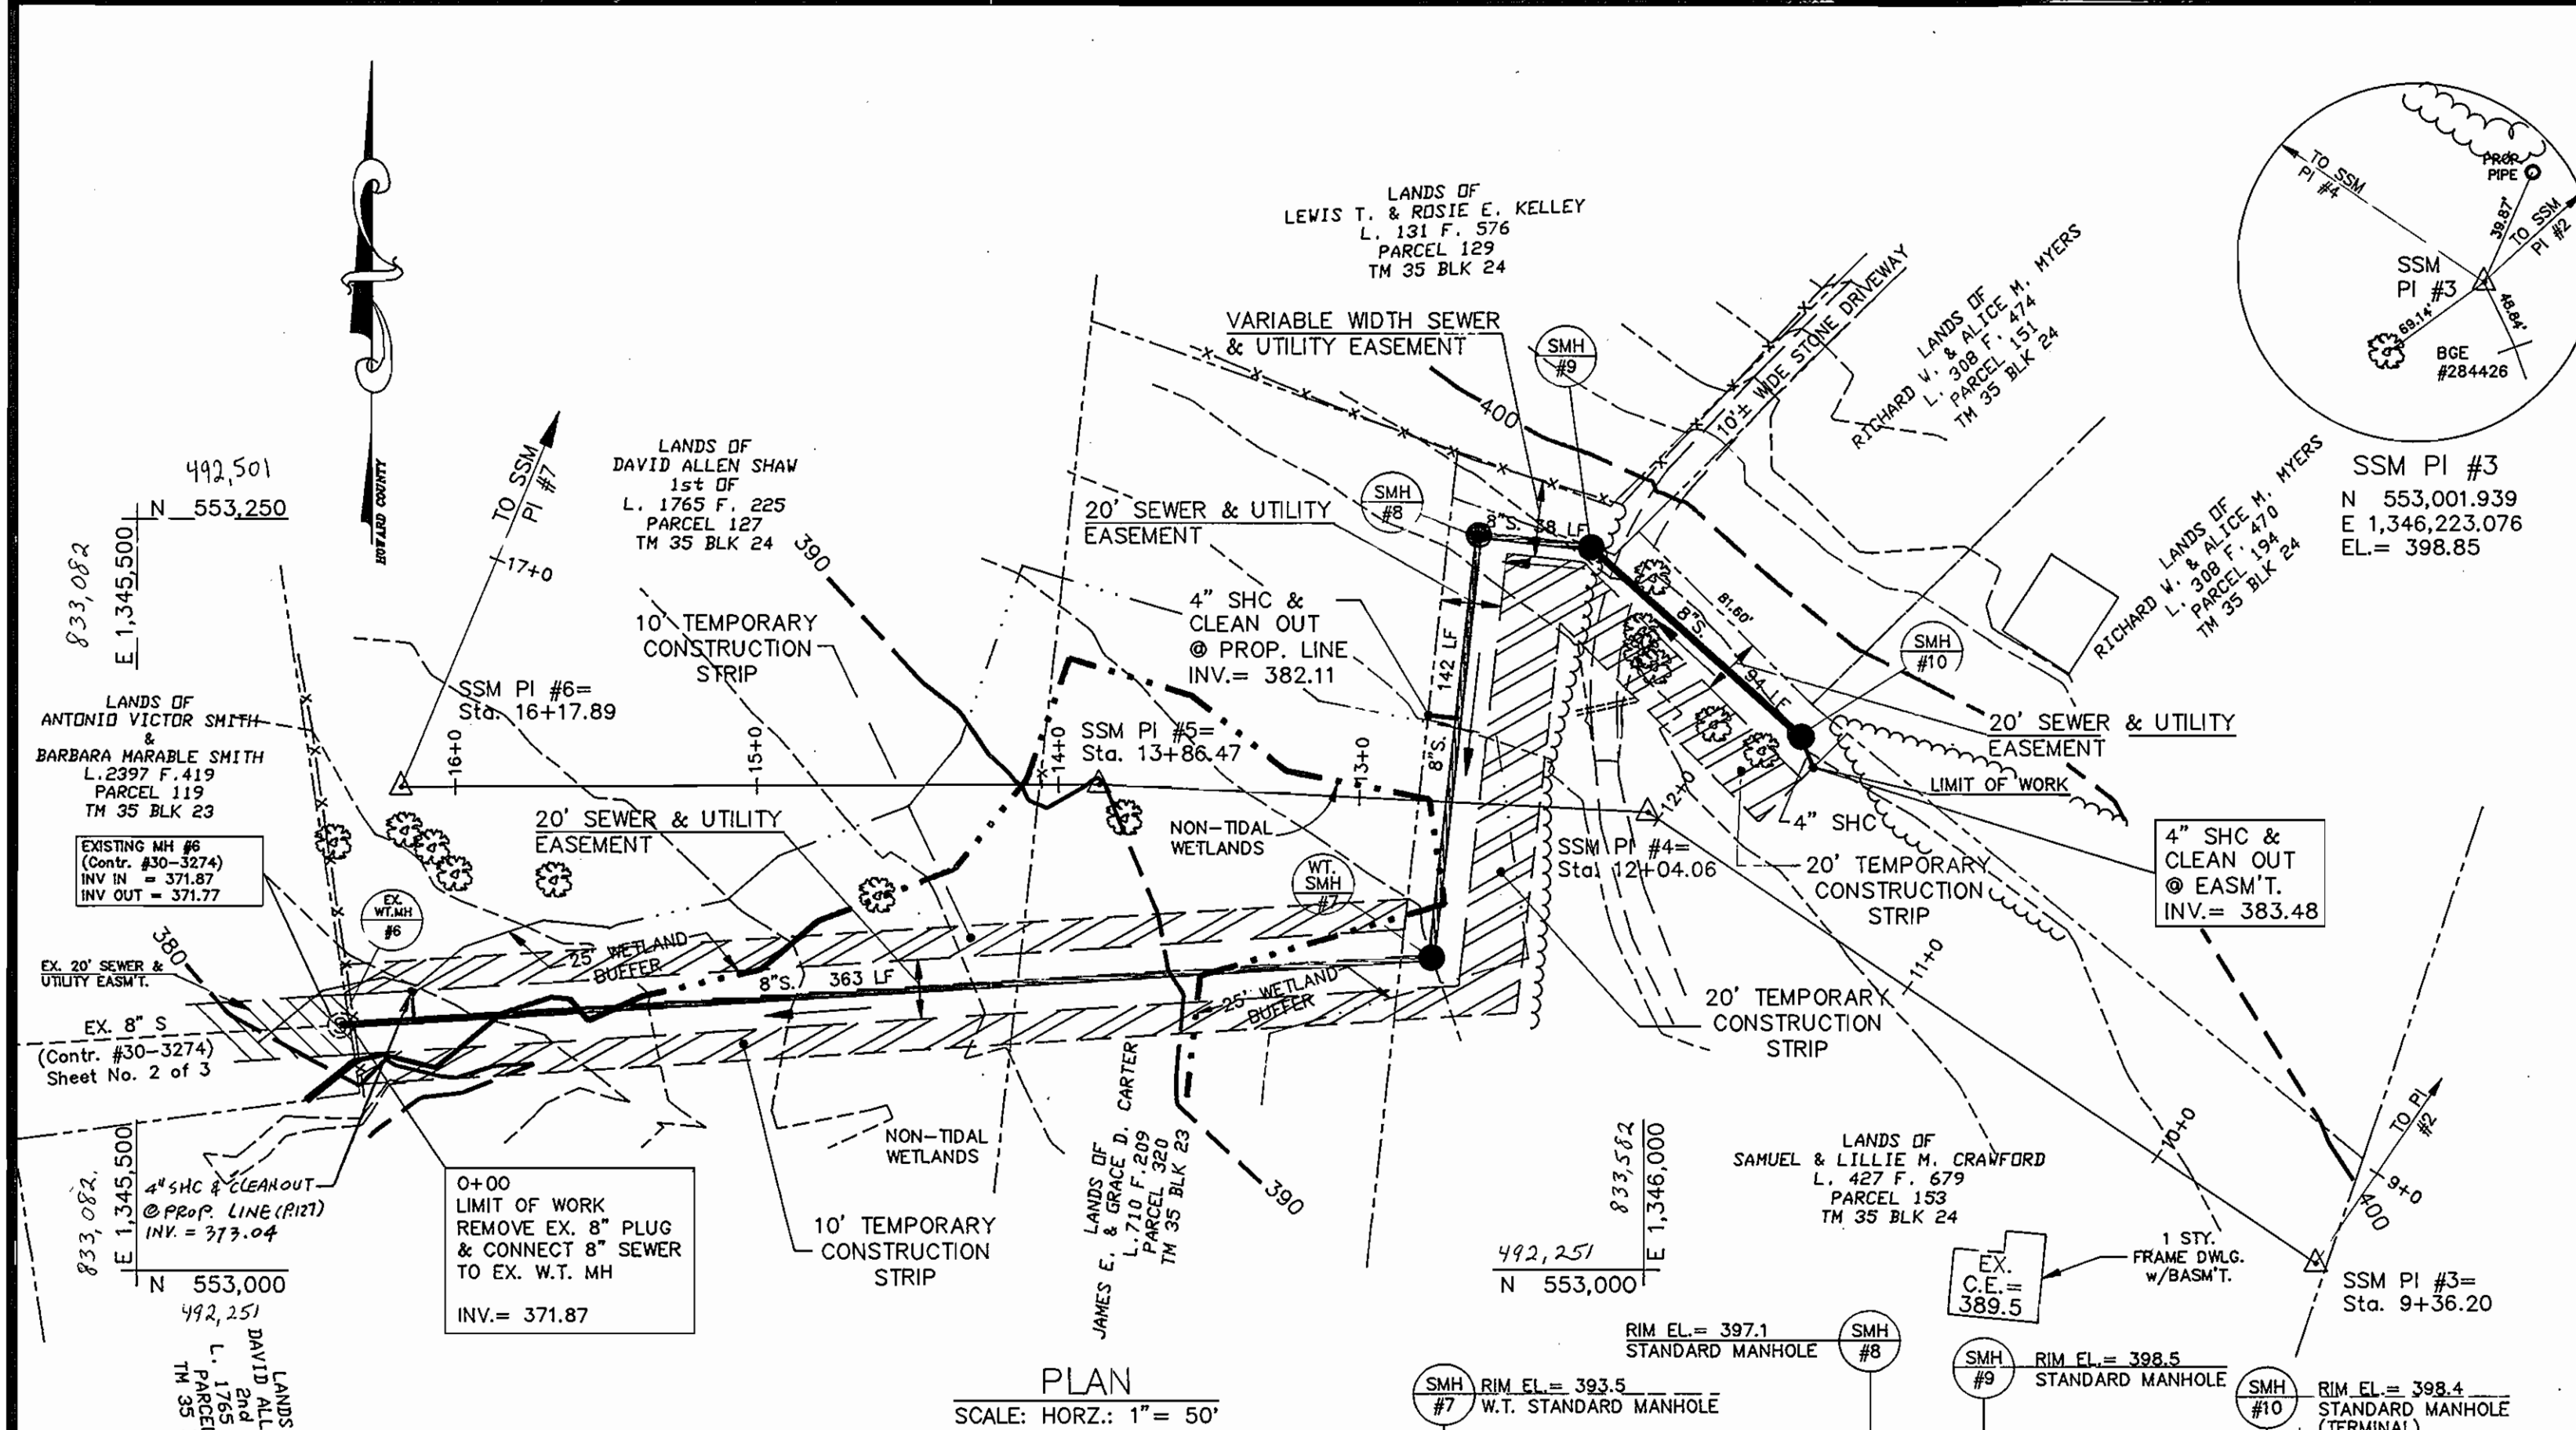 LANDS OF
LEWIS T. & ROSIE E. KELLEY
L. 131 F. 576
PARCEL 129
TM 35 BLK 24
VARIABLE WIDTH SEWER
& UTILITY EASEMENT
SMH
#9
10'± WIDE STONE DRIVEWAY
LANDS OF
RICHARD W. & ALICE M. MYERS
L. 308 F. 474
PARCEL 151
TM 35 BLK 24
TO SSM
PI #4
PROP.
PIPE
39.87'
TO SSM
PI #2
SSM
PI #3
69.14'
48.84'
BGE
#284426
SSM PI #3
N 553,001.939
E 1,346,223.076
EL.= 398.85
LANDS OF
RICHARD W. & ALICE M. MYERS
L. 308 F. 470
PARCEL 194
TM 35 BLK 24
HOWARD COUNTY
492,501
N 553,250
833,082
E 1,345,500
TO SSM
PI #7
17+0
LANDS OF
DAVID ALLEN SHAW
1st OF
L. 1765 F. 225
PARCEL 127
TM 35 BLK 24
390
400
SMH
#8
20' SEWER & UTILITY
EASEMENT
8"S. 38 LF
4" SHC &
CLEAN OUT
@ PROP. LINE
INV.= 382.11
142 LF
8"S.
81.60'
8"S.
94 LF
SMH
#10
10' TEMPORARY
CONSTRUCTION
STRIP
SSM PI #6=
Sta. 16+17.89
16+0
15+0
14+0
SSM PI #5=
Sta. 13+86.47
13+0
12+0
20' SEWER & UTILITY
EASEMENT
LIMIT OF WORK
4" SHC
LANDS OF
ANTONIO VICTOR SMITH
&
BARBARA MARABLE SMITH
L.2397 F.419
PARCEL 119
TM 35 BLK 23
EXISTING MH #6
(Contr. #30-3274)
INV IN = 371.87
INV OUT = 371.77
EX.
WT.MH
#6
20' SEWER & UTILITY
EASEMENT
NON-TIDAL
WETLANDS
WT.
SMH
#7
SSM PI #4=
Sta. 12+04.06
20' TEMPORARY
CONSTRUCTION
STRIP
4" SHC &
CLEAN OUT
@ EASM'T.
INV.= 383.48
380
EX. 20' SEWER &
UTILITY EASM'T.
25' WETLAND
BUFFER
8"S. 363 LF
25' WETLAND
BUFFER
20' TEMPORARY
CONSTRUCTION
STRIP
11+0
EX. 8" S
(Contr. #30-3274)
Sheet No. 2 of 3
833,082.
E 1,345,500
4" SHC & CLEANOUT
@ PROP. LINE (P.127)
INV. = 373.04
N 553,000
492,251
0+00
LIMIT OF WORK
REMOVE EX. 8" PLUG
& CONNECT 8" SEWER
TO EX. W.T. MH
INV.= 371.87
10' TEMPORARY
CONSTRUCTION
STRIP
NON-TIDAL
WETLANDS
LANDS OF
JAMES E. & GRACE D. CARTER
L.710 F.209
PARCEL 320
TM 35 BLK 23
390
833,582
E 1,346,000
492,251
N 553,000
LANDS OF
SAMUEL & LILLIE M. CRAWFORD
L. 427 F. 679
PARCEL 153
TM 35 BLK 24
10+0
TO PI
#2
9+0
400
EX.
C.E.=
389.5
1 STY.
FRAME DWLG.
w/BASM'T.
SSM PI #3=
Sta. 9+36.20
LANDS
DAVID ALL
2nd
L. 1765
PARCEL
TM 35
PLAN
SCALE: HORZ.: 1"= 50'
SMH
#7
RIM EL.= 393.5
W.T. STANDARD MANHOLE
RIM EL.= 397.1
STANDARD MANHOLE
SMH
#8
SMH
#9
RIM EL.= 398.5
STANDARD MANHOLE
SMH
#10
RIM EL.= 398.4
STANDARD MANHOLE
(TERMINAL)